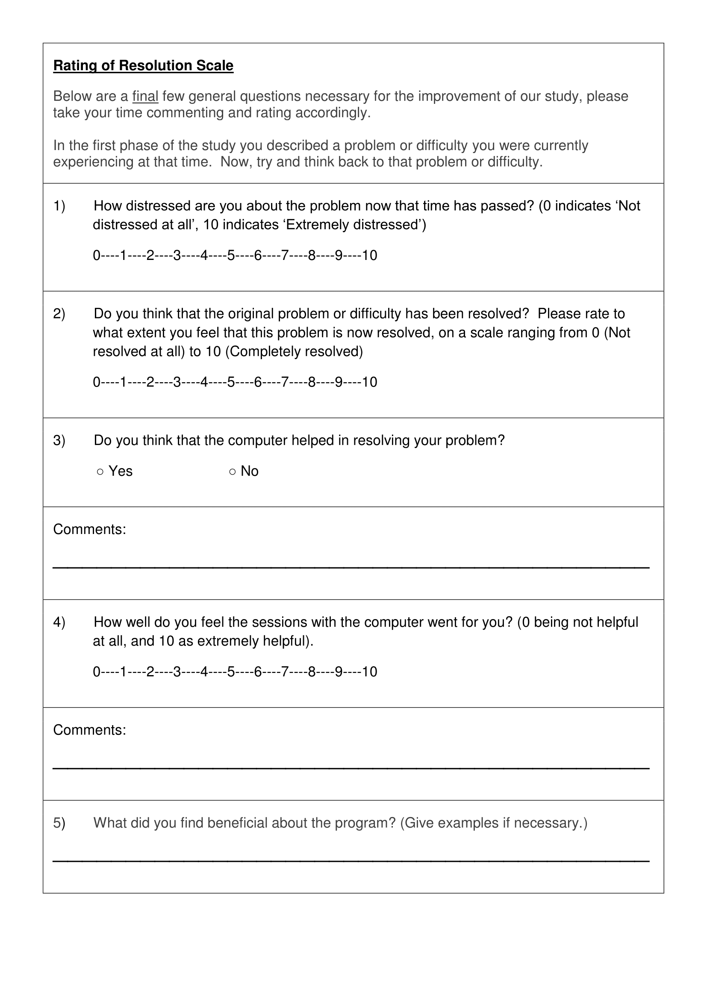 Rating of Resolution Scale
Below are a final few general questions necessary for the improvement of our study, please
take your time commenting and rating accordingly.
In the first phase of the study you described a problem or difficulty you were currently
experiencing at that time.  Now, try and think back to that problem or difficulty.
1) How distressed are you about the problem now that time has passed? (0 indicates ‘Not
distressed at all’, 10 indicates ‘Extremely distressed’)
0----1----2----3----4----5----6----7----8----9----10
2) Do you think that the original problem or difficulty has been resolved?  Please rate to
what extent you feel that this problem is now resolved, on a scale ranging from 0 (Not
resolved at all) to 10 (Completely resolved)
0----1----2----3----4----5----6----7----8----9----10
3) Do you think that the computer helped in resolving your problem?
○ Yes ○ No
Comments:
4) How well do you feel the sessions with the computer went for you? (0 being not helpful
at all, and 10 as extremely helpful).
0----1----2----3----4----5----6----7----8----9----10
Comments:
5) What did you find beneficial about the program? (Give examples if necessary.)